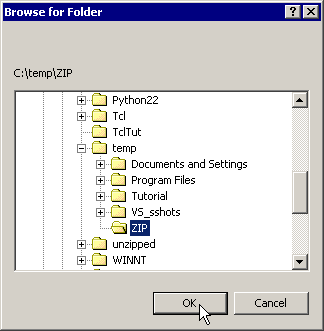 Browse for Folder
C:\temp\ZIP
Python22
Tcl
TclTut
temp
Documents and Settings
Program Files
Tutorial
VS_sshots
ZIP
unzipped
WINNT
OK
Cancel